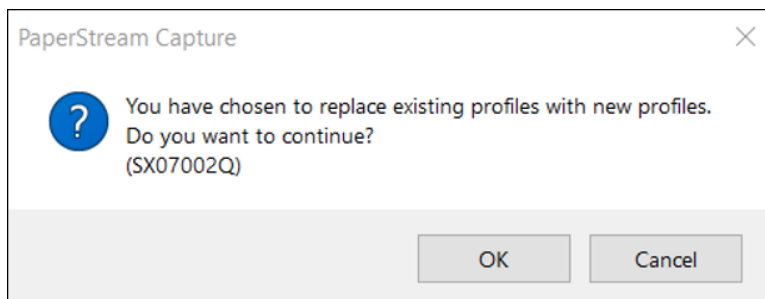 PaperStream Capture
You have chosen to replace existing profiles with new profiles.
Do you want to continue?
(SX07002Q)
OK
Cancel